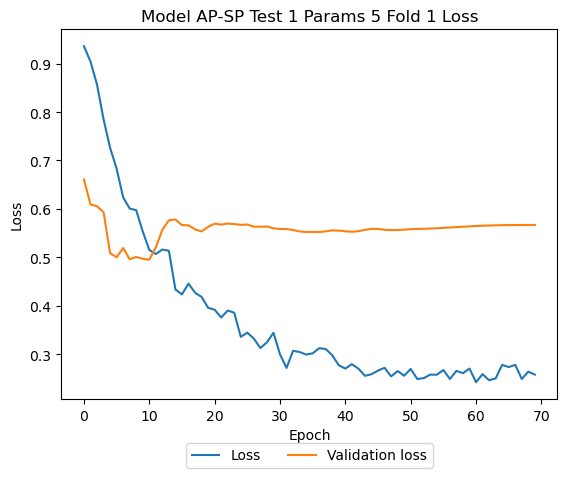 Model AP-SP Test 1 Params 5 Fold 1 Loss
0.9
0.8
0.7
0.6
0.5
0.4
0.3
Loss
0 10 20 30 40 50 60 70
Epoch
Loss Validation loss